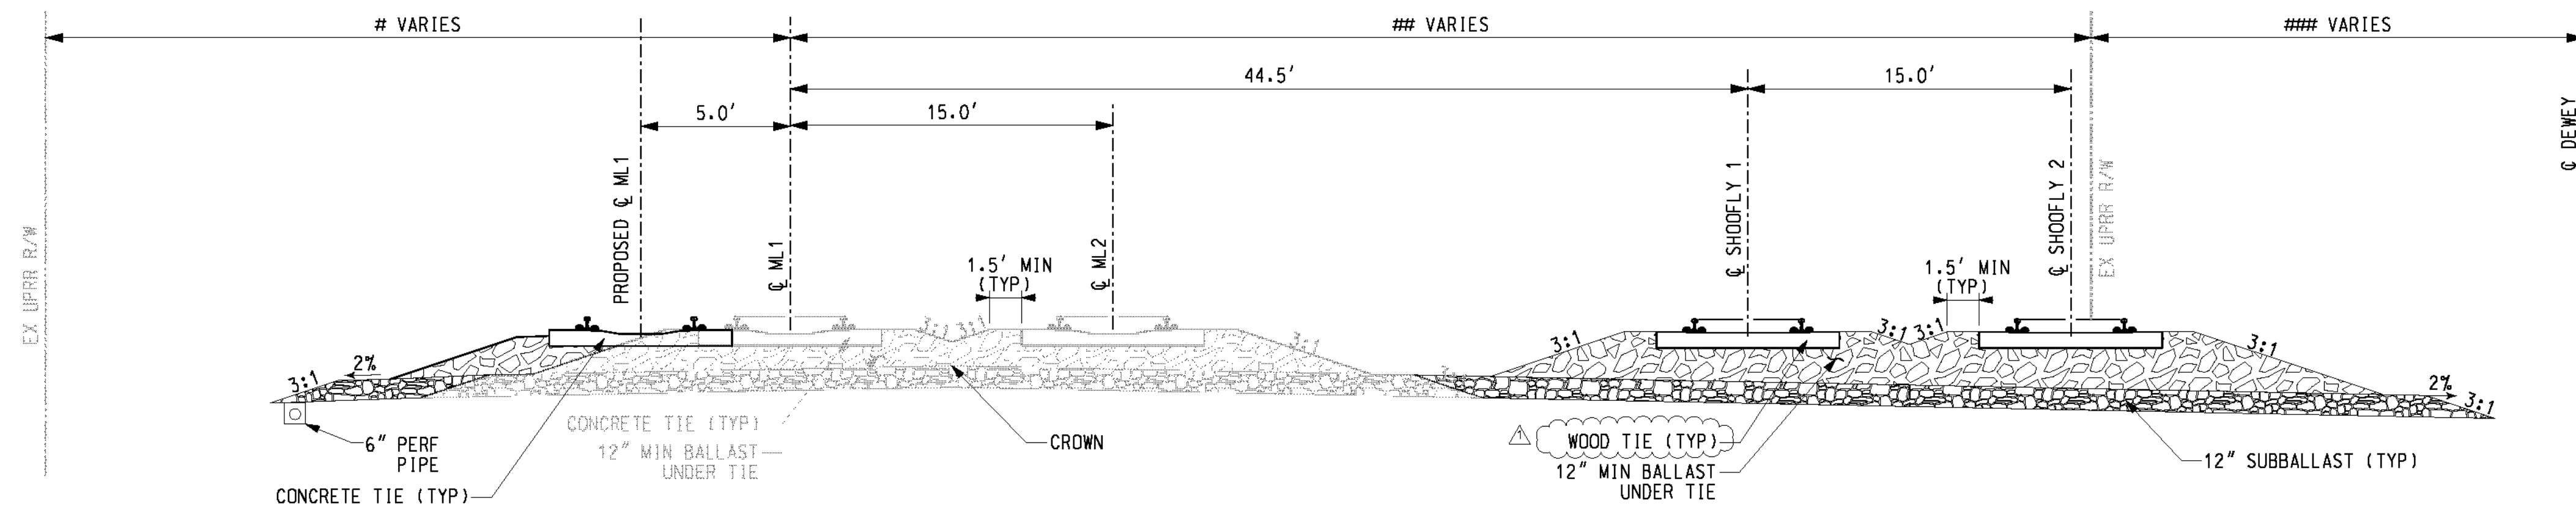 # VARIES
## VARIES
### VARIES
44.5'
15.0'
5.0'
15.0'
EX UPRR R/W
PROPOSED ℄ ML1
℄ ML1
℄ ML2
℄ SHOOFLY 1
℄ SHOOFLY 2
EX UPRR R/W
℄ DEWEY
1.5' MIN
(TYP)
1.5' MIN
(TYP)
3:1
2%
3:1
3:1
3:1
3:1
3:1
3:1
3:1
2%
3:1
6" PERF
PIPE
CONCRETE TIE (TYP)
CONCRETE TIE (TYP)
12" MIN BALLAST
UNDER TIE
CROWN
1
WOOD TIE (TYP)
12" MIN BALLAST
UNDER TIE
12" SUBBALLAST (TYP)